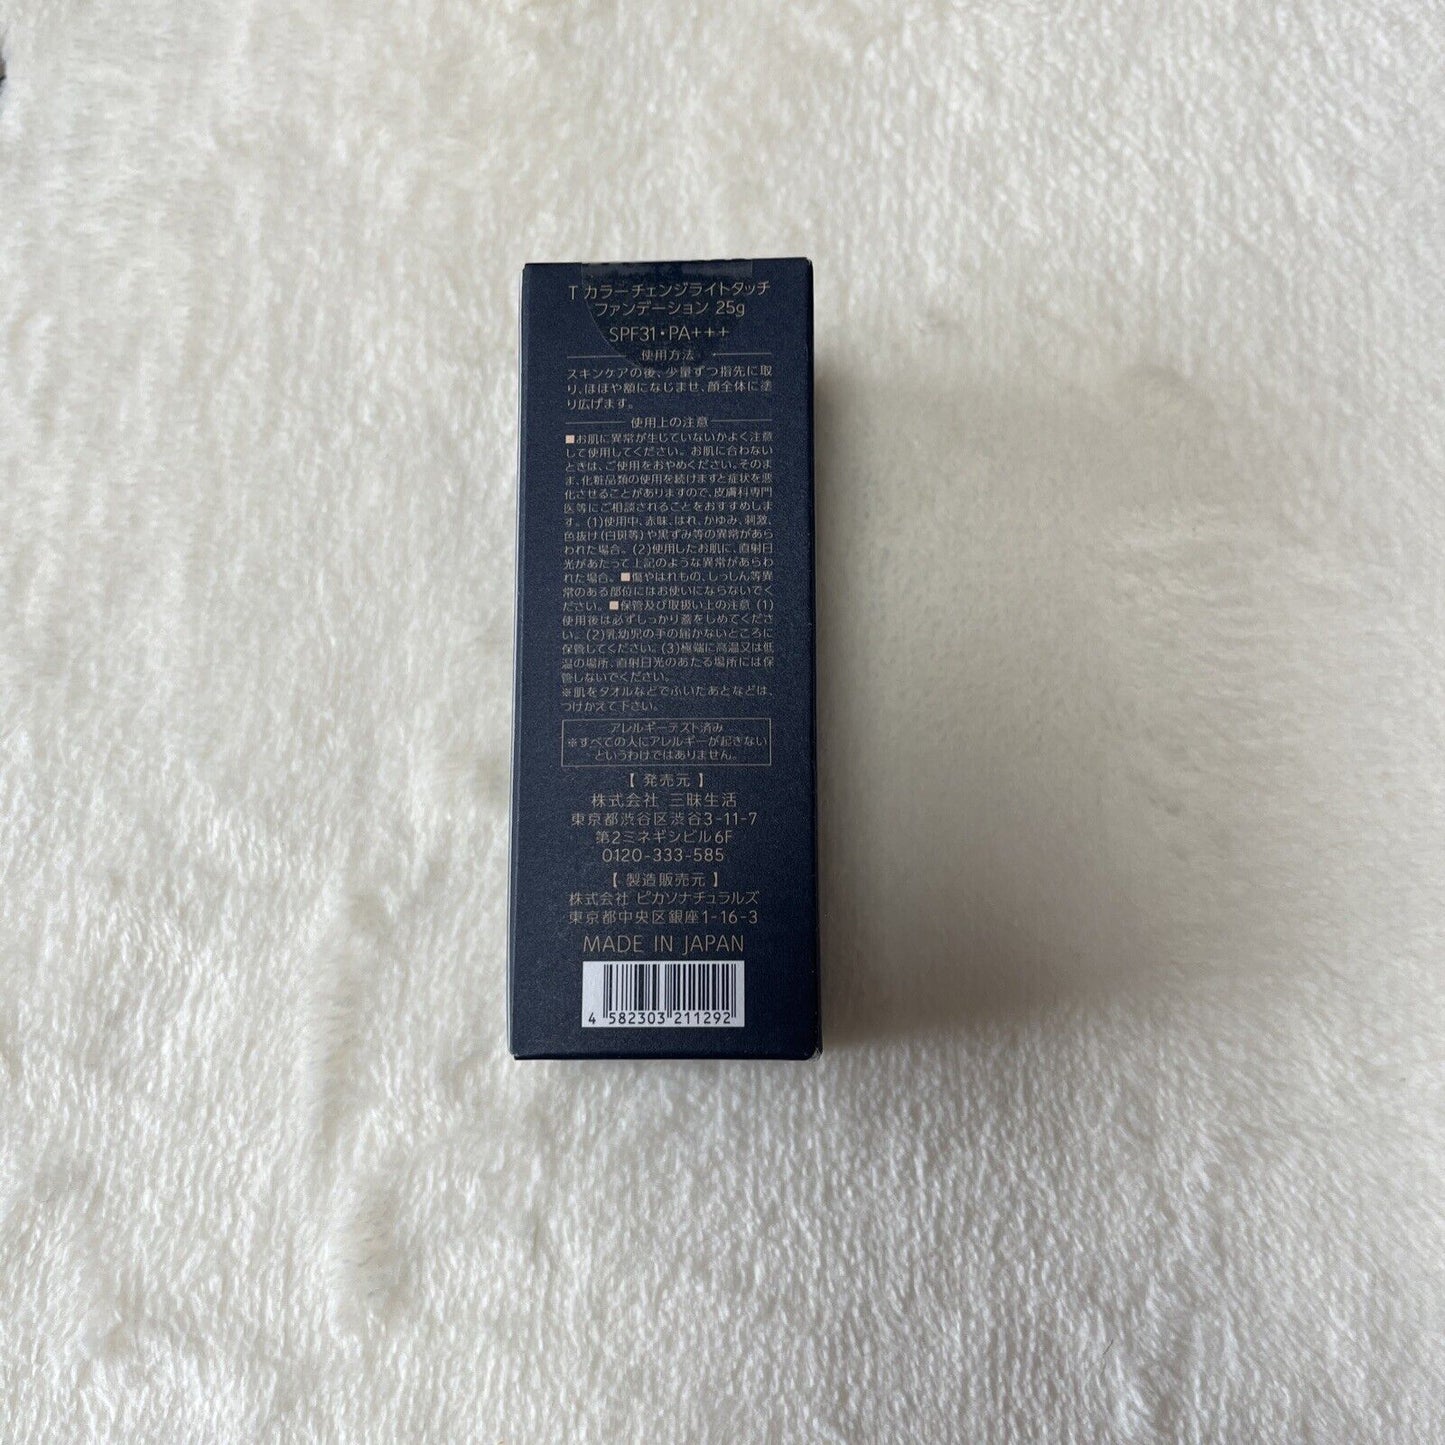 T カラーチェンジライトタッチ
ファンデーション 25g
SPF31・PA+++
使用方法
スキンケアの後、少量ずつ指先に取
り、ほほや額になじませ、顔全体に塗
り広げます。
使用上の注意
■お肌に異常が生じていないかよく注意
して使用してください。お肌に合わない
ときは、ご使用をおやめください。そのま
ま、化粧品類の使用を続けますと症状を悪
化させることがありますので、皮膚科専門
医等にご相談されることをおすすめしま
す。(1)使用中、赤味、はれ、かゆみ、刺激、
色抜け(白斑等)や黒ずみ等の異常があら
われた場合。(2)使用したお肌に、直射日
光があたって上記のような異常があらわ
れた場合。■傷やはれもの、しっしん等異
常のある部位にはお使いにならないでく
ださい。■保管及び取扱い上の注意 (1)
使用後は必ずしっかり蓋をしめてくださ
い。(2)乳幼児の手の届かないところに
保管してください。(3)極端に高温又は低
温の場所、直射日光のあたる場所には保
管しないでください。
※肌をタオルなどでふいたあとなどは、
つけかえて下さい。
アレルギーテスト済み
※すべての人にアレルギーが起きない
というわけではありません。
【 発売元 】
株式会社 三昧生活
東京都渋谷区渋谷3-11-7
第2ミネギシビル6F
0120-333-585
【 製造販売元 】
株式会社 ピカソナチュラルズ
東京都中央区銀座1-16-3
MADE IN JAPAN
4 582303 211292